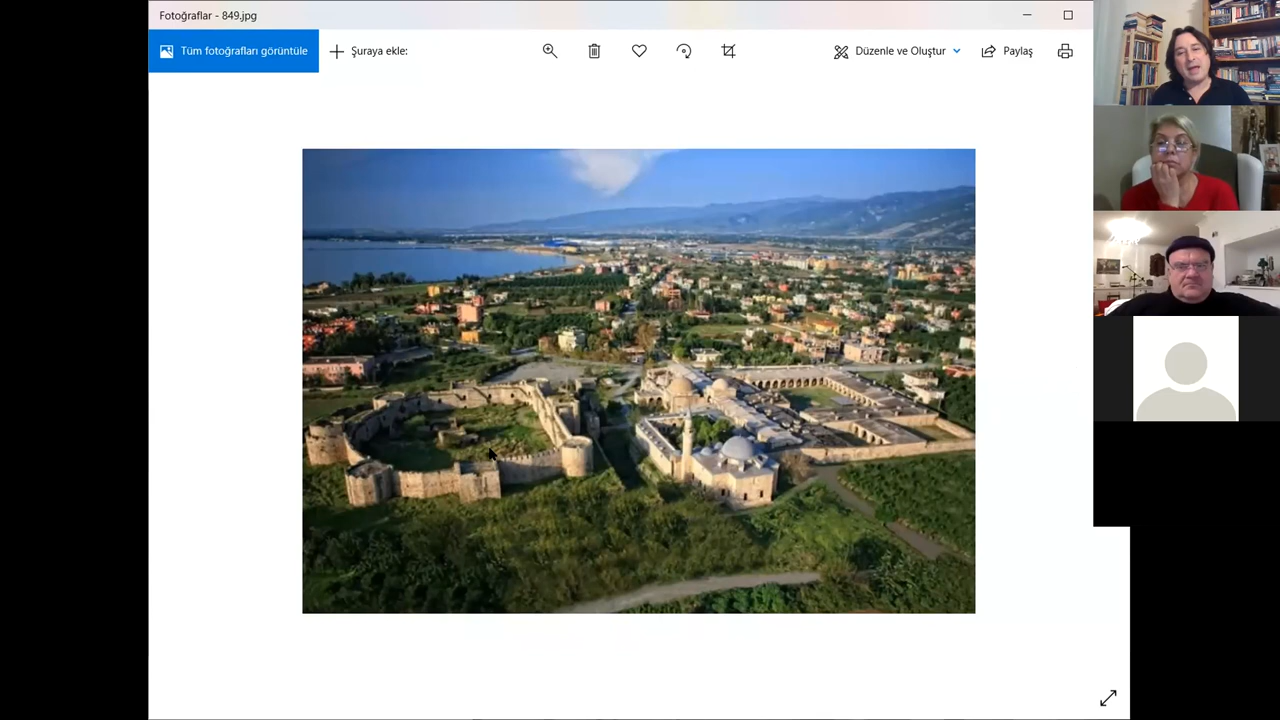 Fotoğraflar - 849.jpg
Tüm fotoğrafları görüntüle
Şuraya ekle:
Düzenle ve Oluştur
Paylaş